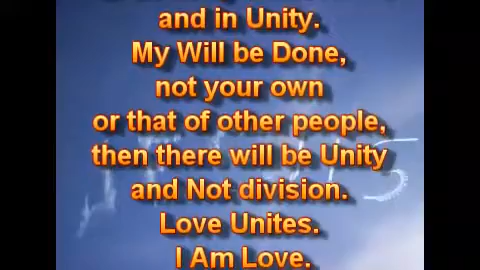 and in Unity.
My Will be Done,
not your own
or that of other people,
then there will be Unity
and Not division.
Love Unites.
I Am Love.